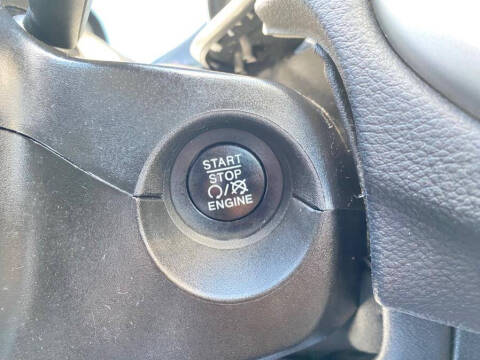 START
STOP
/
ENGINE